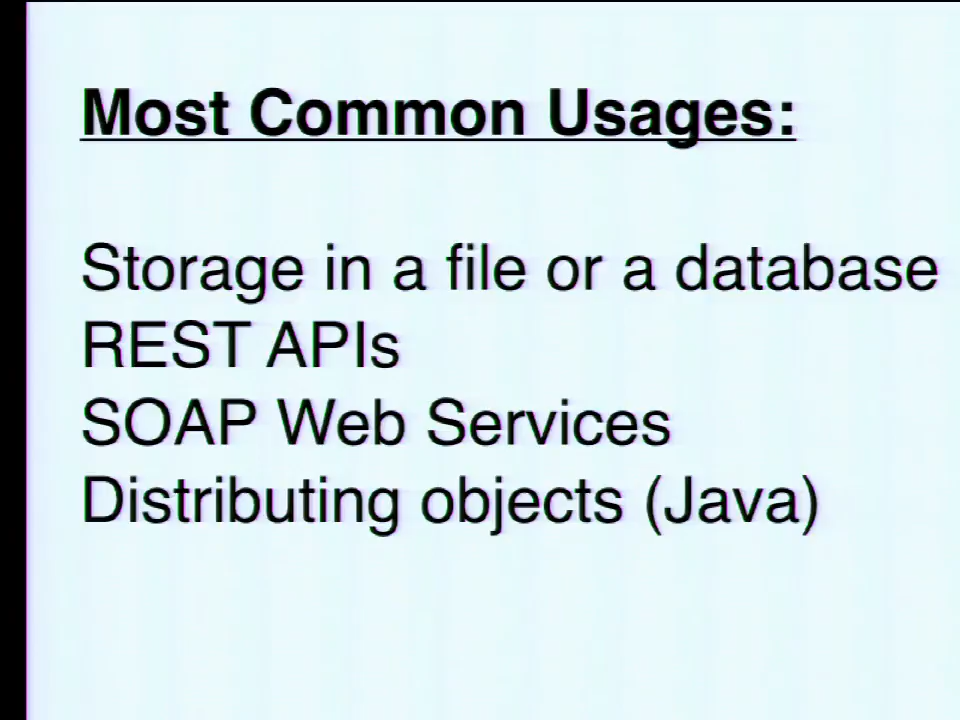 Most Common Usages:
Storage in a file or a database
REST APIs
SOAP Web Services
Distributing objects (Java)